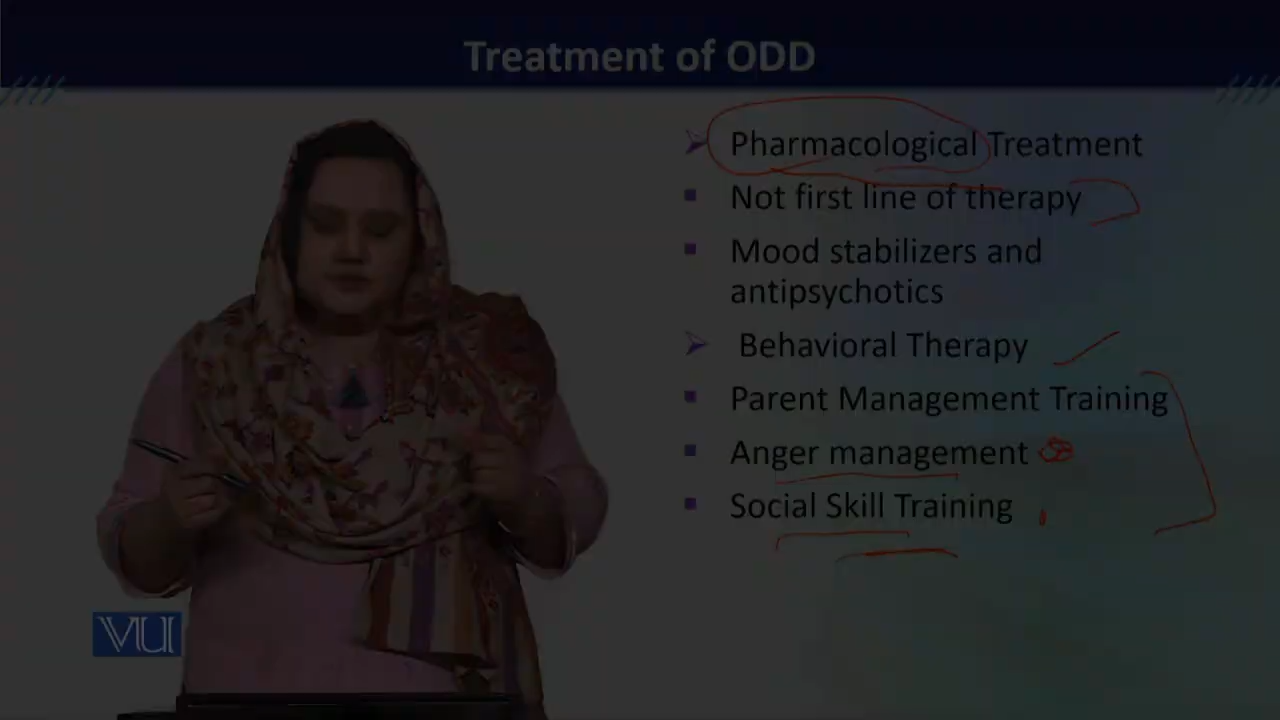 Treatment of ODD
Pharmacological Treatment
Not first line of therapy
Mood stabilizers and
antipsychotics
Behavioral Therapy
Parent Management Training
Anger management
Social Skill Training
VU